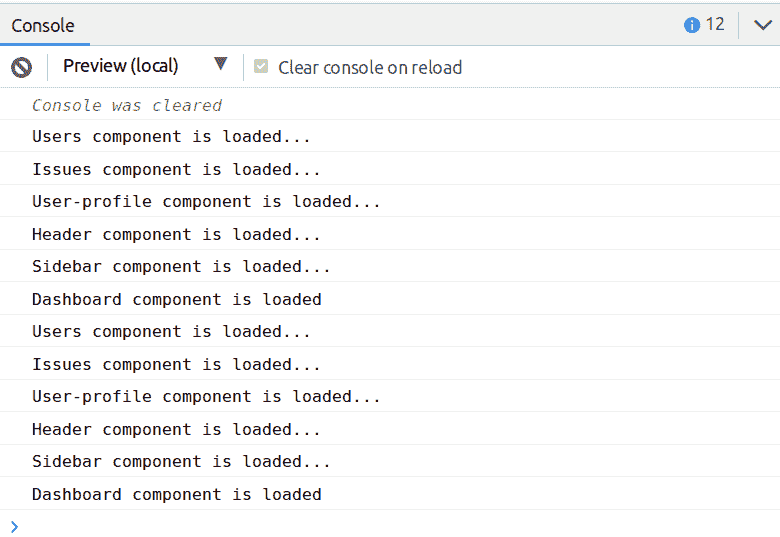 Console 12
Preview (local) Clear console on reload
Console was cleared
Users component is loaded...
Issues component is loaded...
User-profile component is loaded...
Header component is loaded...
Sidebar component is loaded...
Dashboard component is loaded
Users component is loaded...
Issues component is loaded...
User-profile component is loaded...
Header component is loaded...
Sidebar component is loaded...
Dashboard component is loaded